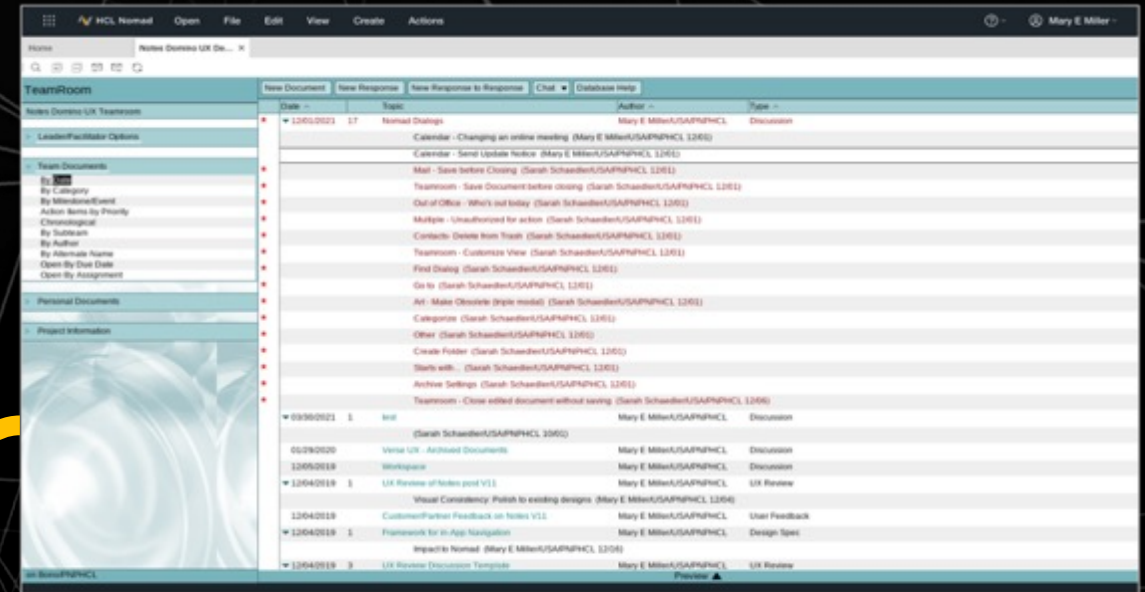 HCL Nomad Open File Edit View Create Actions Mary E Miller
Home Notes Domino UX De... X
TeamRoom New Document New Response New Response to Response Chat Database Help
Notes Domino UX Teamroom
Date Topic Author Type
Leader/Facilitator Options
Team Documents
By Date
By Category
By Milestone/Event
Action Items by Priority
Chronological
By Subteam
By Author
By Alternate Name
Open By Due Date
Open By Assignment
Personal Documents
Project Information
12/01/2021 17 Nomad Dialogs Mary E Miller/USA/PNPHCL Discussion
Calendar - Changing an online meeting (Mary E Miller/USA/PNPHCL 12/01)
Calendar - Send Update Notice (Mary E Miller/USA/PNPHCL 12/01)
Mail - Save before Closing (Sarah Schaedler/USA/PNPHCL 12/01)
Teamroom - Save Document before closing (Sarah Schaedler/USA/PNPHCL 12/01)
Out of Office - Who's out today (Sarah Schaedler/USA/PNPHCL 12/01)
Multiple - Unauthorized for action (Sarah Schaedler/USA/PNPHCL 12/01)
Contacts- Delete from Trash (Sarah Schaedler/USA/PNPHCL 12/01)
Teamroom - Customize View (Sarah Schaedler/USA/PNPHCL 12/01)
Find Dialog (Sarah Schaedler/USA/PNPHCL 12/01)
Go to (Sarah Schaedler/USA/PNPHCL 12/01)
Art - Make Obsolete (triple modal) (Sarah Schaedler/USA/PNPHCL 12/01)
Categorize (Sarah Schaedler/USA/PNPHCL 12/01)
Other (Sarah Schaedler/USA/PNPHCL 12/01)
Create Folder (Sarah Schaedler/USA/PNPHCL 12/01)
Starts with... (Sarah Schaedler/USA/PNPHCL 12/01)
Archive Settings (Sarah Schaedler/USA/PNPHCL 12/01)
Teamroom - Close edited document without saving (Sarah Schaedler/USA/PNPHCL 12/06)
03/30/2021 1 test Mary E Miller/USA/PNPHCL Discussion
(Sarah Schaedler/USA/PNPHCL 10/01)
01/29/2020 Verse UX - Archived Documents Mary E Miller/USA/PNPHCL Discussion
12/05/2019 Workspace Mary E Miller/USA/PNPHCL Discussion
12/04/2019 1 UX Review of Notes post V11 Mary E Miller/USA/PNPHCL UX Review
Visual Consistency: Polish to existing designs (Mary E Miller/USA/PNPHCL 12/04)
12/04/2019 Customer/Partner Feedback on Notes V11 Mary E Miller/USA/PNPHCL User Feedback
12/04/2019 1 Framework for in-App Navigation Mary E Miller/USA/PNPHCL Design Spec
Impact to Nomad (Mary E Miller/USA/PNPHCL 12/16)
12/04/2019 3 UX Review Discussion Template Mary E Miller/USA/PNPHCL UX Review
on Bono/PNPHCL Preview